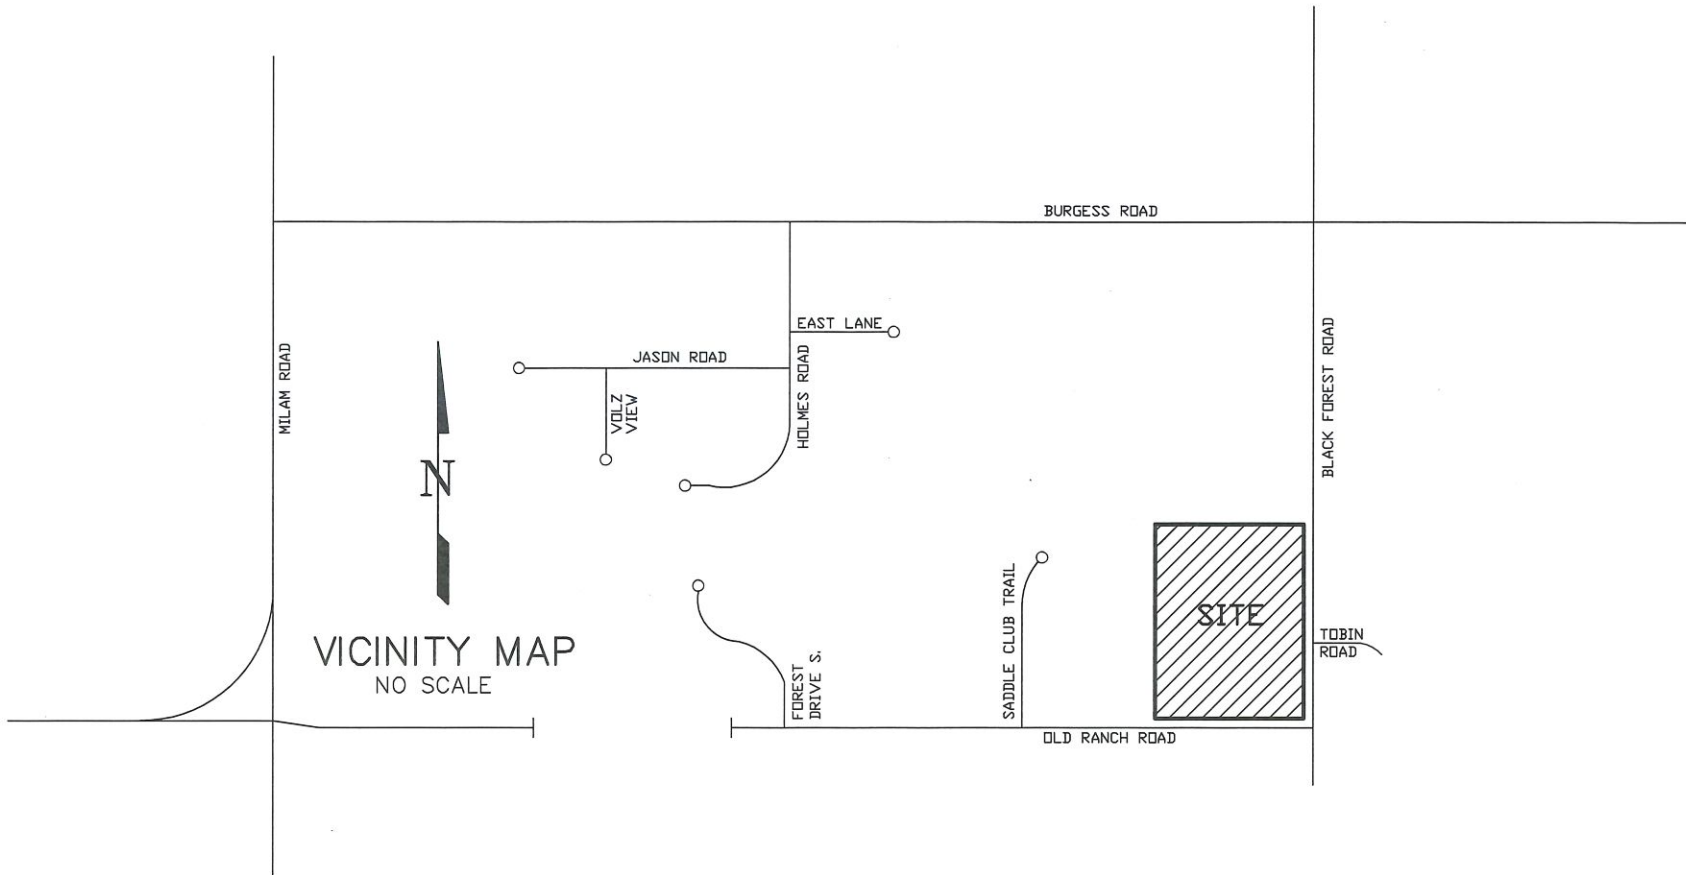 BURGESS ROAD
EAST LANE
JASON ROAD
HOLMES ROAD
VOLZ
VIEW
MILAM ROAD
BLACK FOREST ROAD
N
SITE
SADDLE CLUB TRAIL
TOBIN
ROAD
VICINITY MAP
NO SCALE
FOREST
DRIVE S.
OLD RANCH ROAD